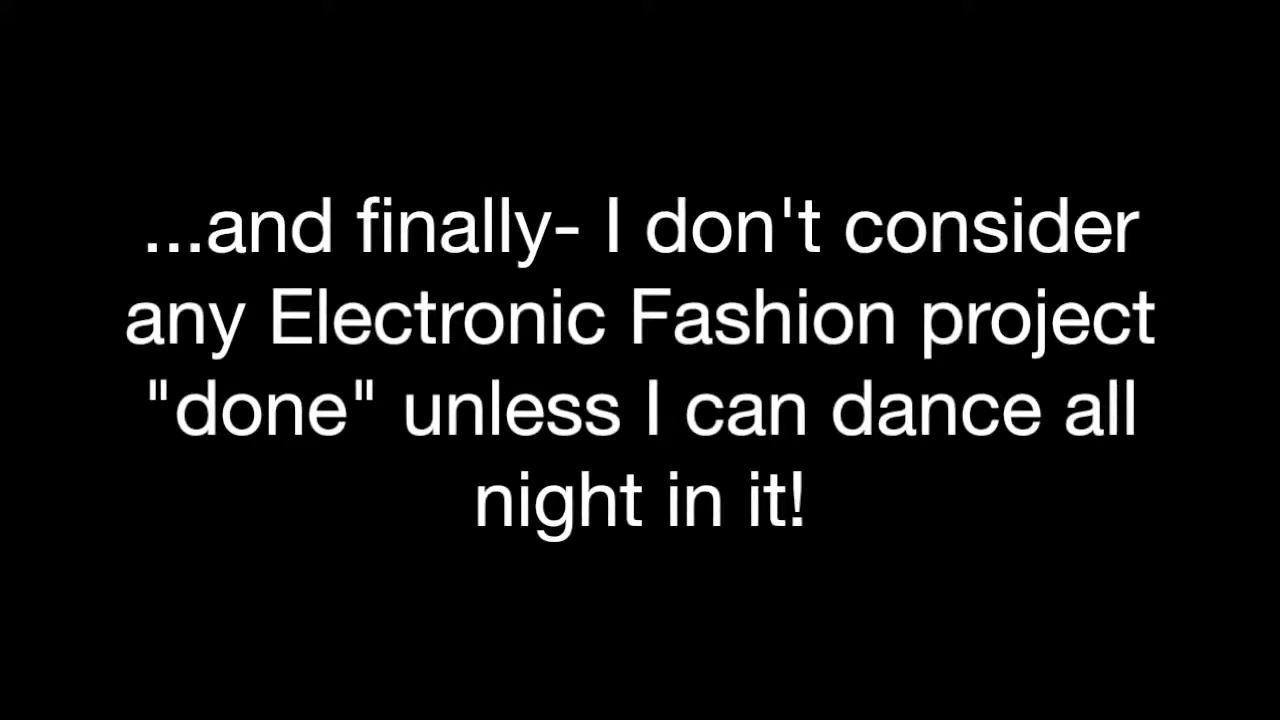 ...and finally- I don't consider
any Electronic Fashion project
"done" unless I can dance all
night in it!